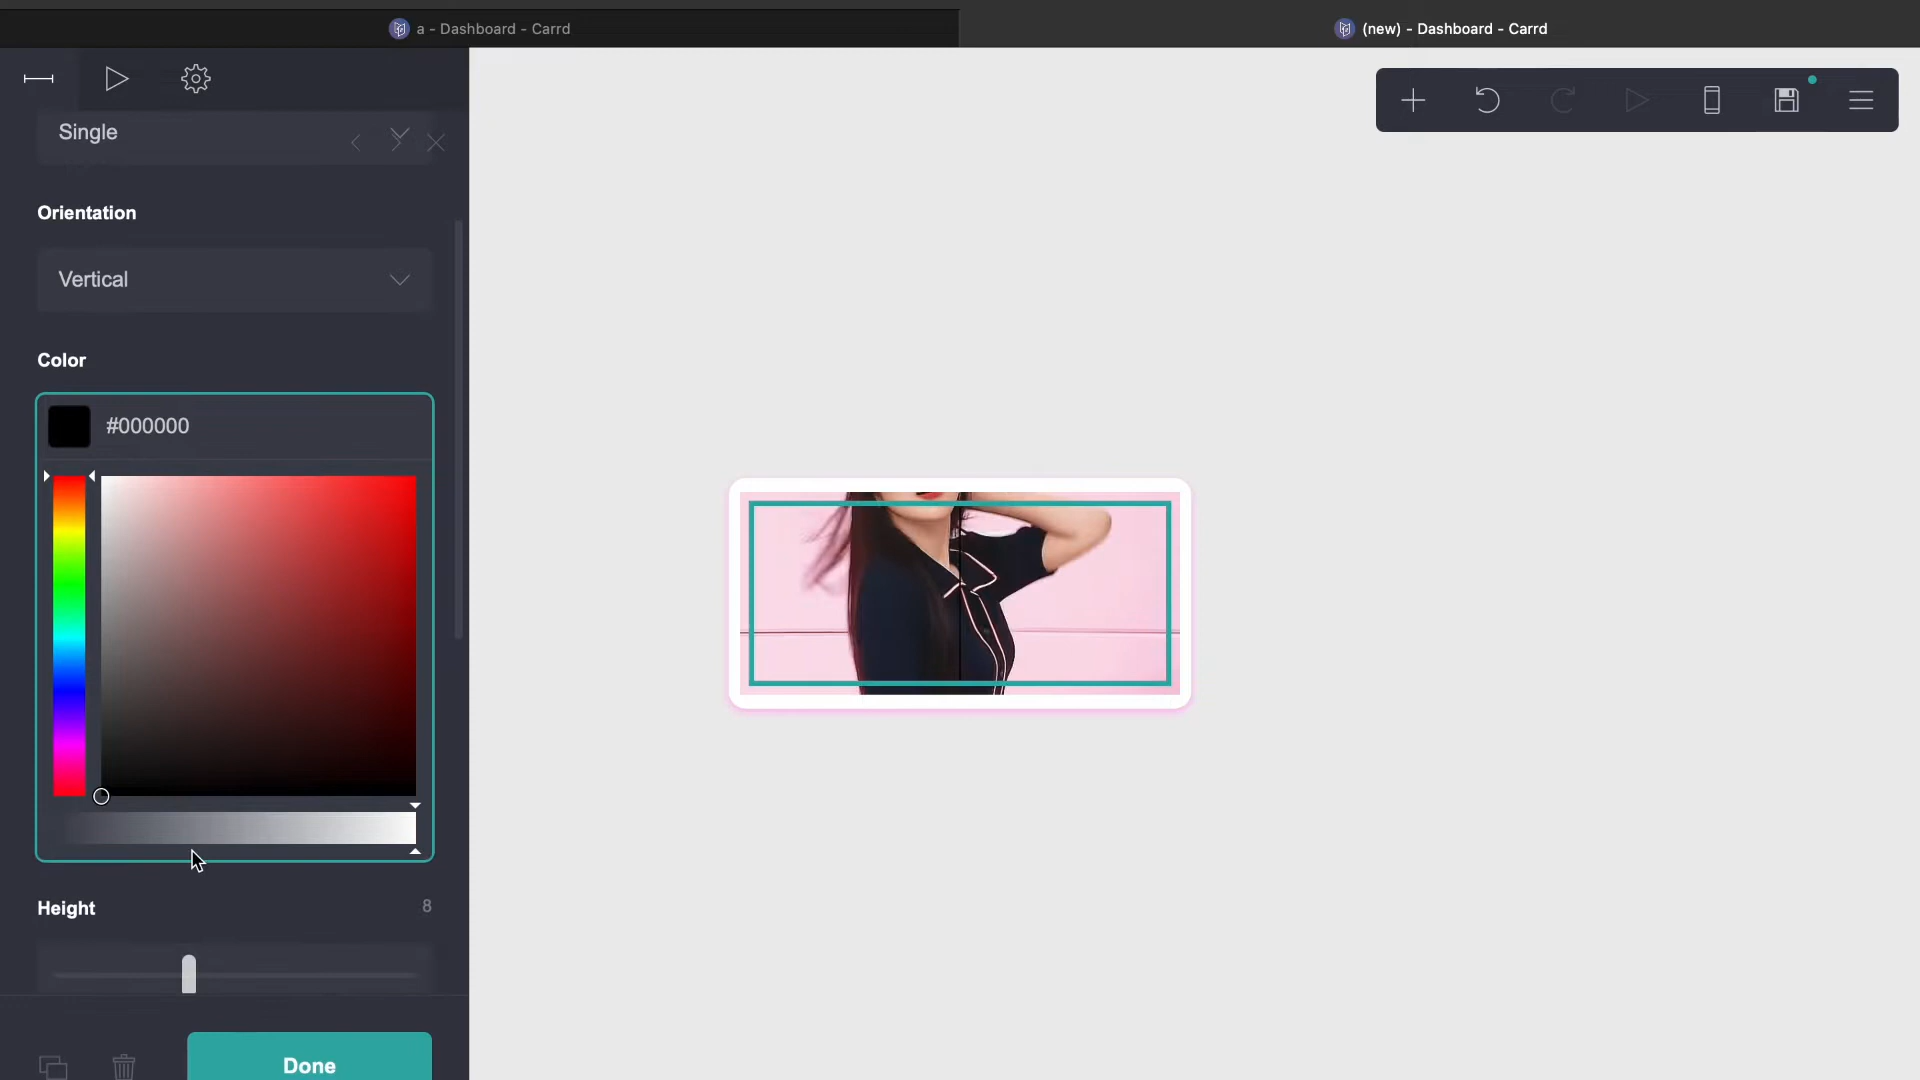 a - Dashboard - Carrd
(new) - Dashboard - Carrd
Single
Orientation
Vertical
Color
#000000
Height 8
Done